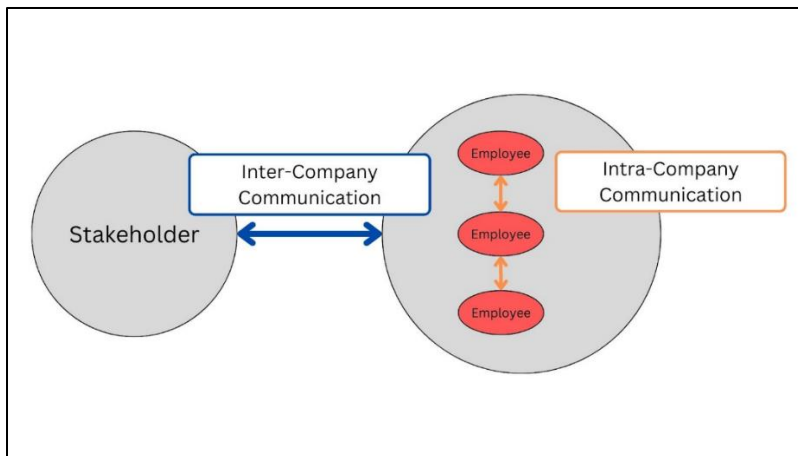 Stakeholder
Inter-Company
Communication
Employee
Employee
Employee
Intra-Company
Communication